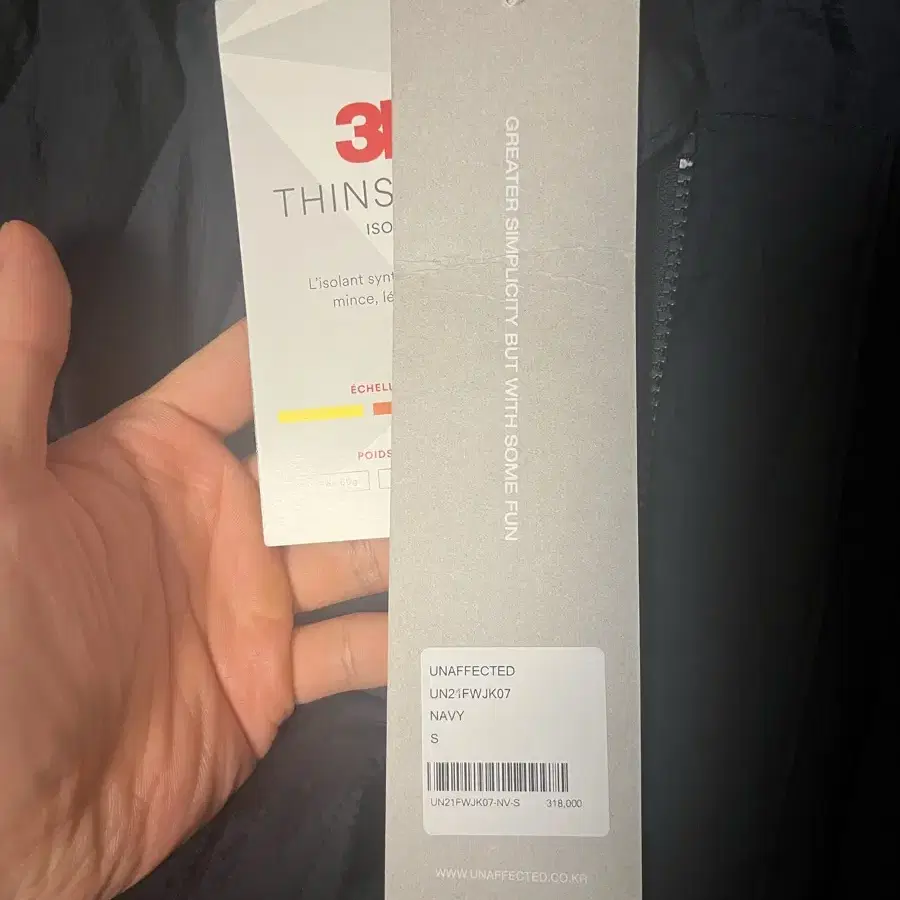 3
THINS
ISO
L'isolant synt
mince, lé
ÉCHELL
POIDS
GREATER SIMPLICITY BUT WITH SOME FUN
UNAFFECTED
UN21FWJK07
NAVY
S
UN21FWJK07-NV-S 318,000
WWW.UNAFFECTED.CO.KR